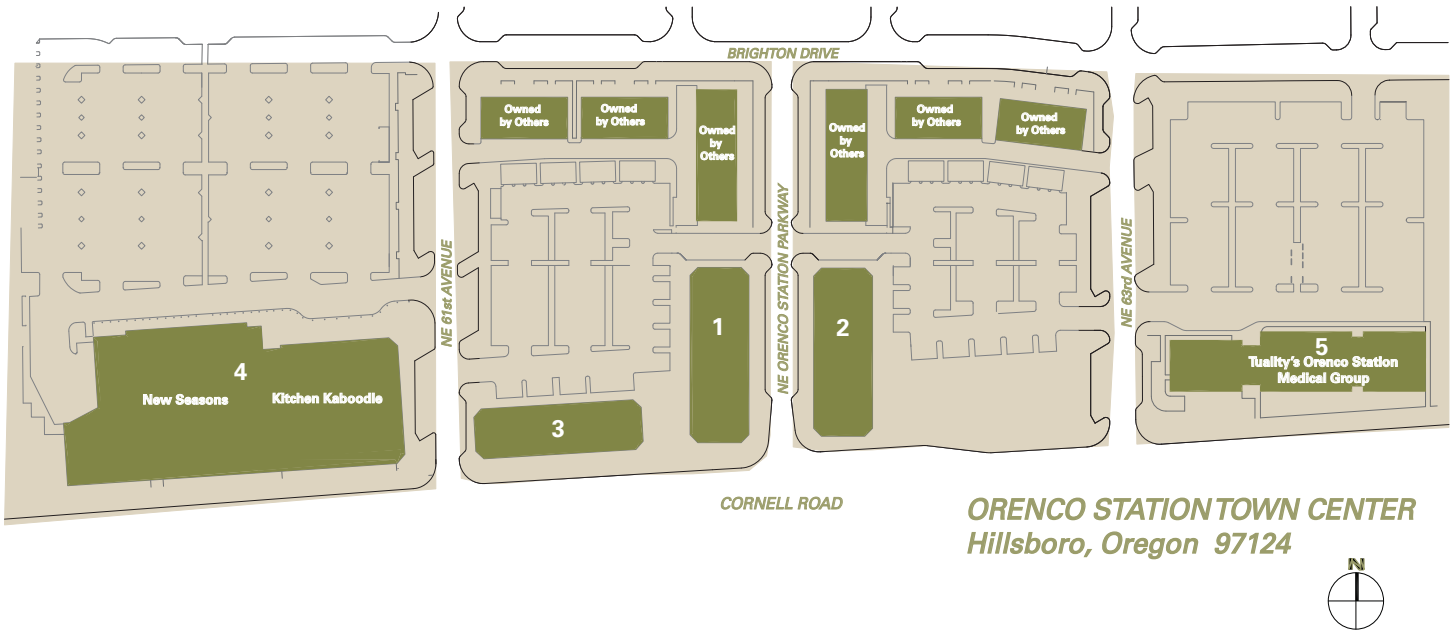 BRIGHTON DRIVE
Owned
by Others
Owned
by Others
Owned
by
Others
Owned
by
Others
Owned
by Others
Owned
by Others
NE 61st AVENUE
NE ORENCO STATION PARKWAY
NE 63rd AVENUE
1
2
3
4
New Seasons
Kitchen Kaboodle
5
Tuality's Orenco Station
Medical Group
CORNELL ROAD
ORENCO STATION TOWN CENTER
Hillsboro, Oregon 97124
N